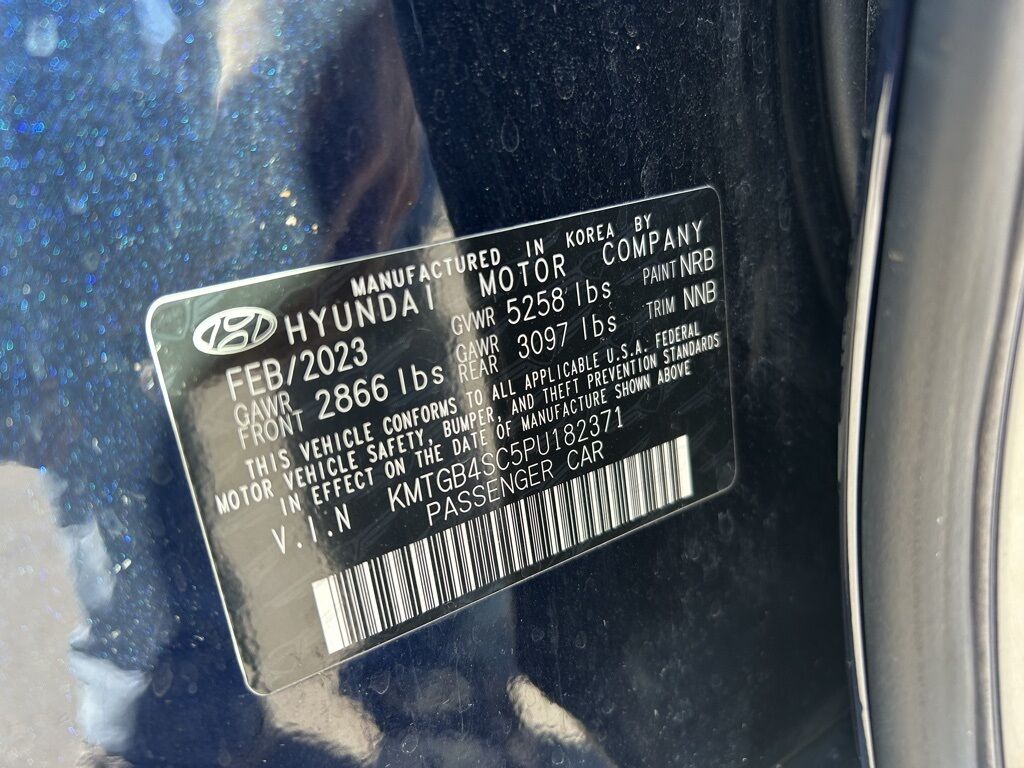 MANUFACTURED IN KOREA BY
HYUNDAI MOTOR COMPANY
FEB/2023 GVWR 5258 lbs PAINT NRB
GAWR FRONT 2866 lbs GAWR REAR 3097 lbs TRIM NNB
THIS VEHICLE CONFORMS TO ALL APPLICABLE U.S.A. FEDERAL
MOTOR VEHICLE SAFETY, BUMPER, AND THEFT PREVENTION STANDARDS
IN EFFECT ON THE DATE OF MANUFACTURE SHOWN ABOVE
V.I.N KMTGB4SC5PU182371
PASSENGER CAR